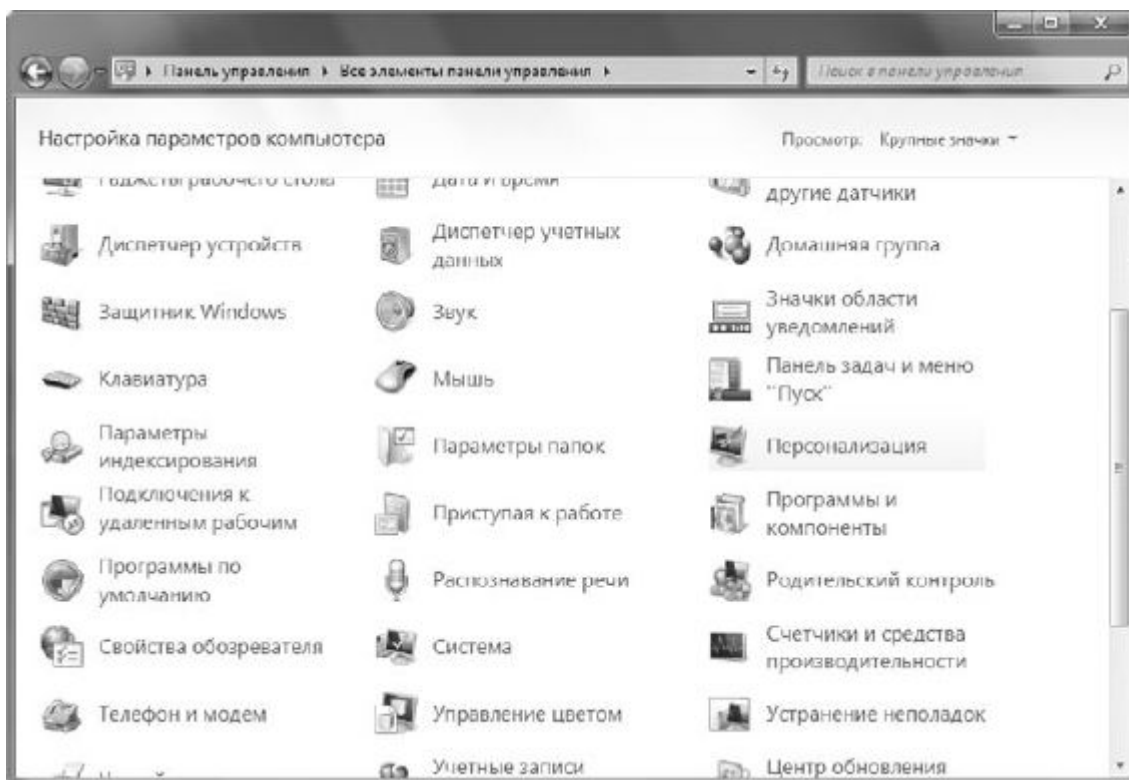 Панель управления ▸ Все элементы панели управления ▸
Поиск в панели управления
Настройка параметров компьютера
Просмотр: Крупные значки
Гаджеты рабочего стола
Дата и время
другие датчики
Диспетчер устройств
Диспетчер учетных
данных
Домашняя группа
Защитник Windows
Звук
Значки области
уведомлений
Клавиатура
Мышь
Панель задач и меню
"Пуск"
Параметры
индексирования
Параметры папок
Персонализация
Подключения к
удаленным рабочим
Приступая к работе
Программы и
компоненты
Программы по
умолчанию
Распознавание речи
Родительский контроль
Свойства обозревателя
Система
Счетчики и средства
производительности
Телефон и модем
Управление цветом
Устранение неполадок
Учетные записи
Центр обновления